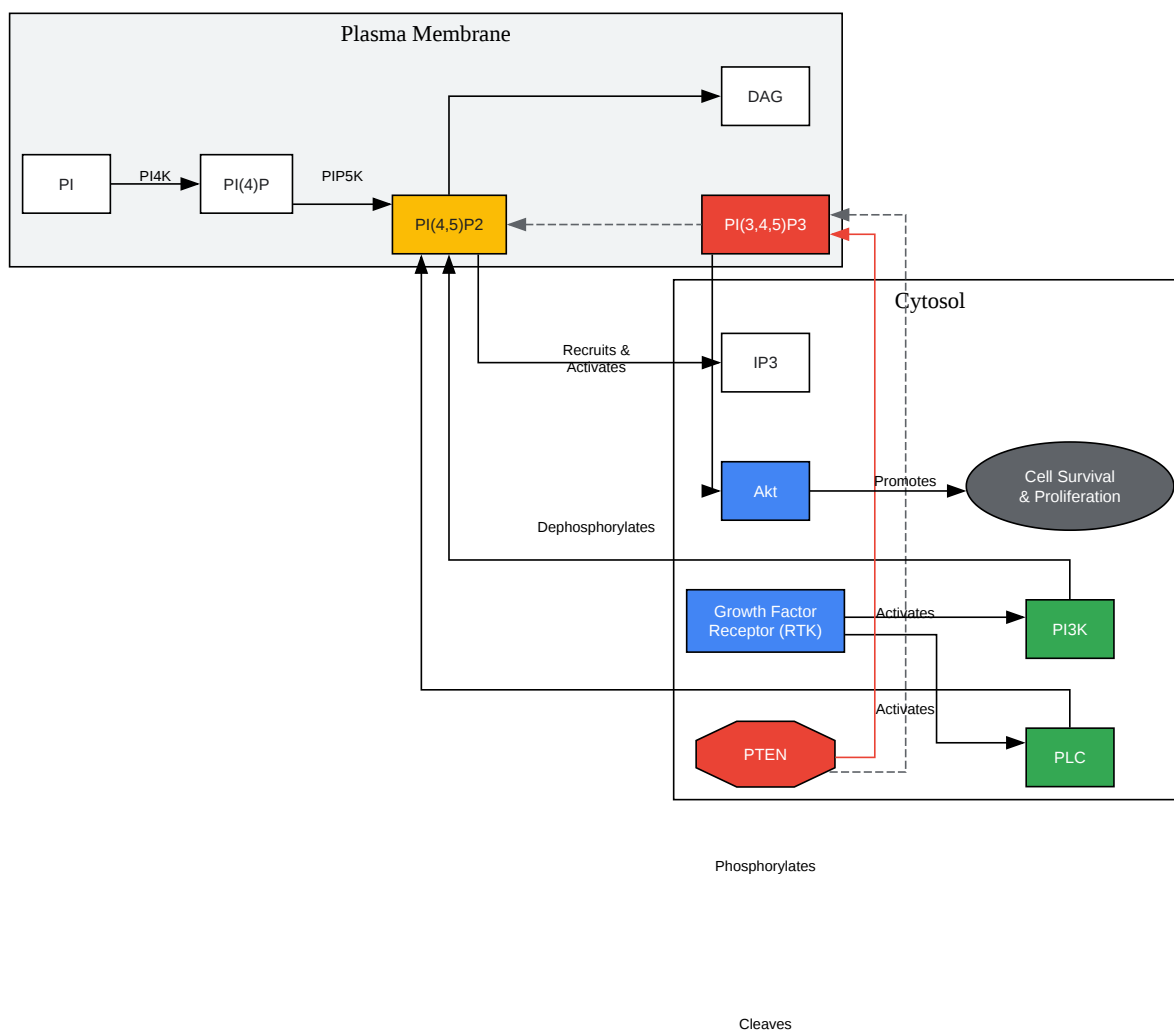 Plasma Membrane
DAG
PI
PI4K
PI(4)P
PIP5K
PI(4,5)P2
PI(3,4,5)P3
Cytosol
Recruits &
Activates
IP3
Akt
Promotes
Cell Survival
& Proliferation
Dephosphorylates
Growth Factor
Receptor (RTK)
Activates
PI3K
Activates
PTEN
PLC
Phosphorylates
Cleaves